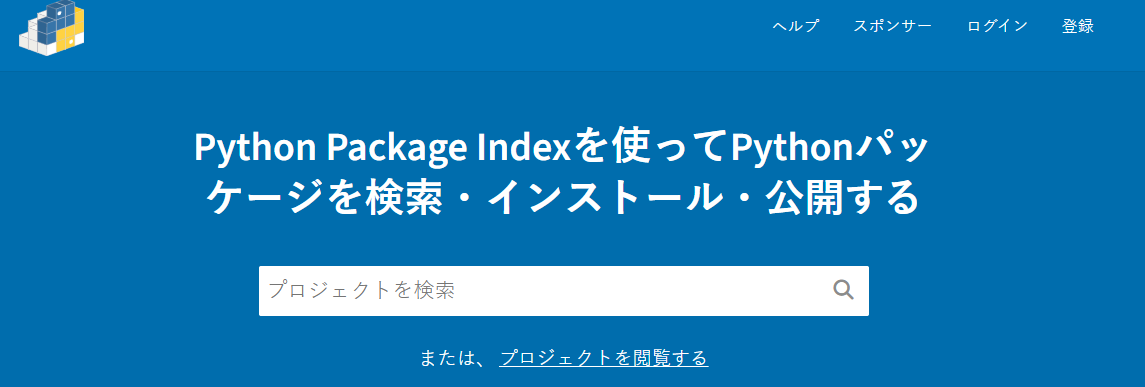 ヘルプ スポンサー ログイン 登録
Python Package Indexを使ってPythonパッ
ケージを検索・インストール・公開する
プロジェクトを検索
または、 プロジェクトを閲覧する